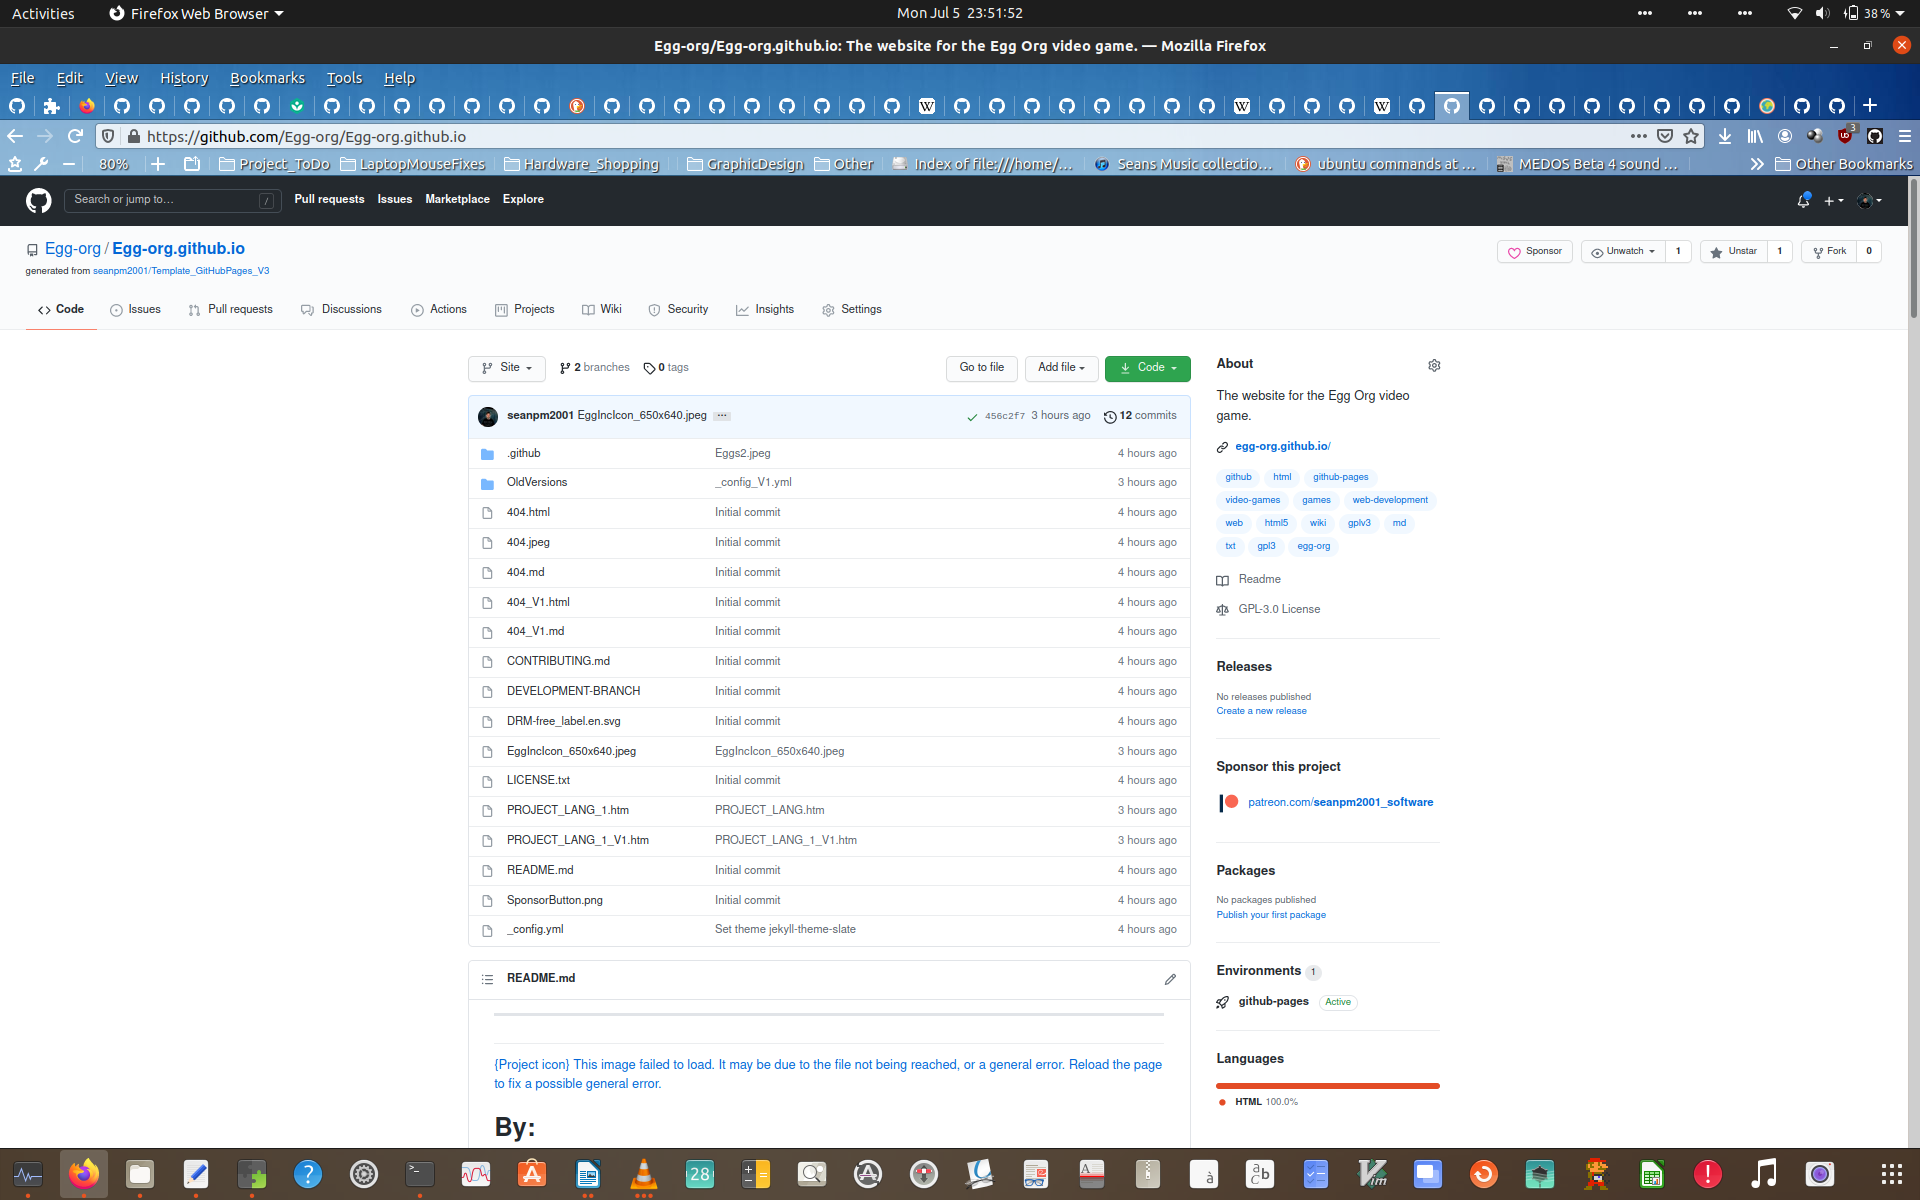 Activities
Firefox Web Browser
Mon Jul 5 23:51:52
38 %
Egg-org/Egg-org.github.io: The website for the Egg Org video game. — Mozilla Firefox
File Edit View History Bookmarks Tools Help
https://github.com/Egg-org/Egg-org.github.io
3
80%
Project_ToDo
LaptopMouseFixes
Hardware_Shopping
GraphicDesign
Other
Index of file:///home/...
Seans Music collectio...
ubuntu commands at ...
MEDOS Beta 4 sound ...
Other Bookmarks
Search or jump to...
/
Pull requests Issues Marketplace Explore
Egg-org / Egg-org.github.io
Sponsor
Unwatch 1
Unstar 1
Fork 0
generated from seanpm2001/Template_GitHubPages_V3
Code Issues Pull requests Discussions Actions Projects Wiki Security Insights Settings
Site
2 branches
0 tags
Go to file
Add file
Code
seanpm2001 EggIncIcon_650x640.jpeg ...
456c2f7 3 hours ago
12 commits
.github Eggs2.jpeg 4 hours ago
OldVersions _config_V1.yml 3 hours ago
404.html Initial commit 4 hours ago
404.jpeg Initial commit 4 hours ago
404.md Initial commit 4 hours ago
404_V1.html Initial commit 4 hours ago
404_V1.md Initial commit 4 hours ago
CONTRIBUTING.md Initial commit 4 hours ago
DEVELOPMENT-BRANCH Initial commit 4 hours ago
DRM-free_label.en.svg Initial commit 4 hours ago
EggIncIcon_650x640.jpeg EggIncIcon_650x640.jpeg 3 hours ago
LICENSE.txt Initial commit 4 hours ago
PROJECT_LANG_1.htm PROJECT_LANG.htm 3 hours ago
PROJECT_LANG_1_V1.htm PROJECT_LANG_1_V1.htm 3 hours ago
README.md Initial commit 4 hours ago
SponsorButton.png Initial commit 4 hours ago
_config.yml Set theme jekyll-theme-slate 4 hours ago
README.md
{Project icon} This image failed to load. It may be due to the file not being reached, or a general error. Reload the page
to fix a possible general error.
By:
About
The website for the Egg Org video
game.
egg-org.github.io/
github html github-pages
video-games games web-development
web html5 wiki gplv3 md
txt gpl3 egg-org
Readme
GPL-3.0 License
Releases
No releases published
Create a new release
Sponsor this project
patreon.com/seanpm2001_software
Packages
No packages published
Publish your first package
Environments 1
github-pages Active
Languages
HTML 100.0%
28